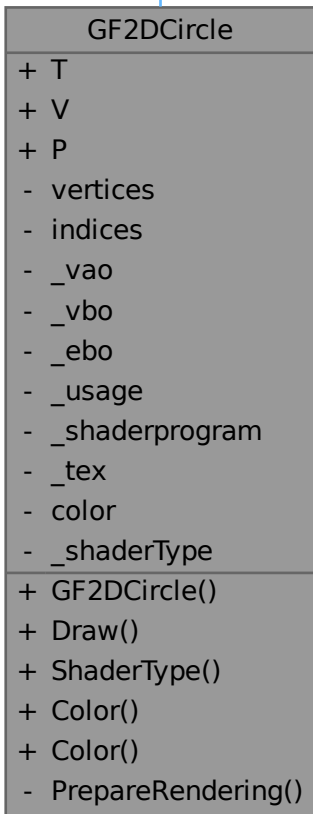 GF2DCircle
+ T
+ V
+ P
- vertices
- indices
- _vao
- _vbo
- _ebo
- _usage
- _shaderprogram
- _tex
- color
- _shaderType
+ GF2DCircle()
+ Draw()
+ ShaderType()
+ Color()
+ Color()
- PrepareRendering()